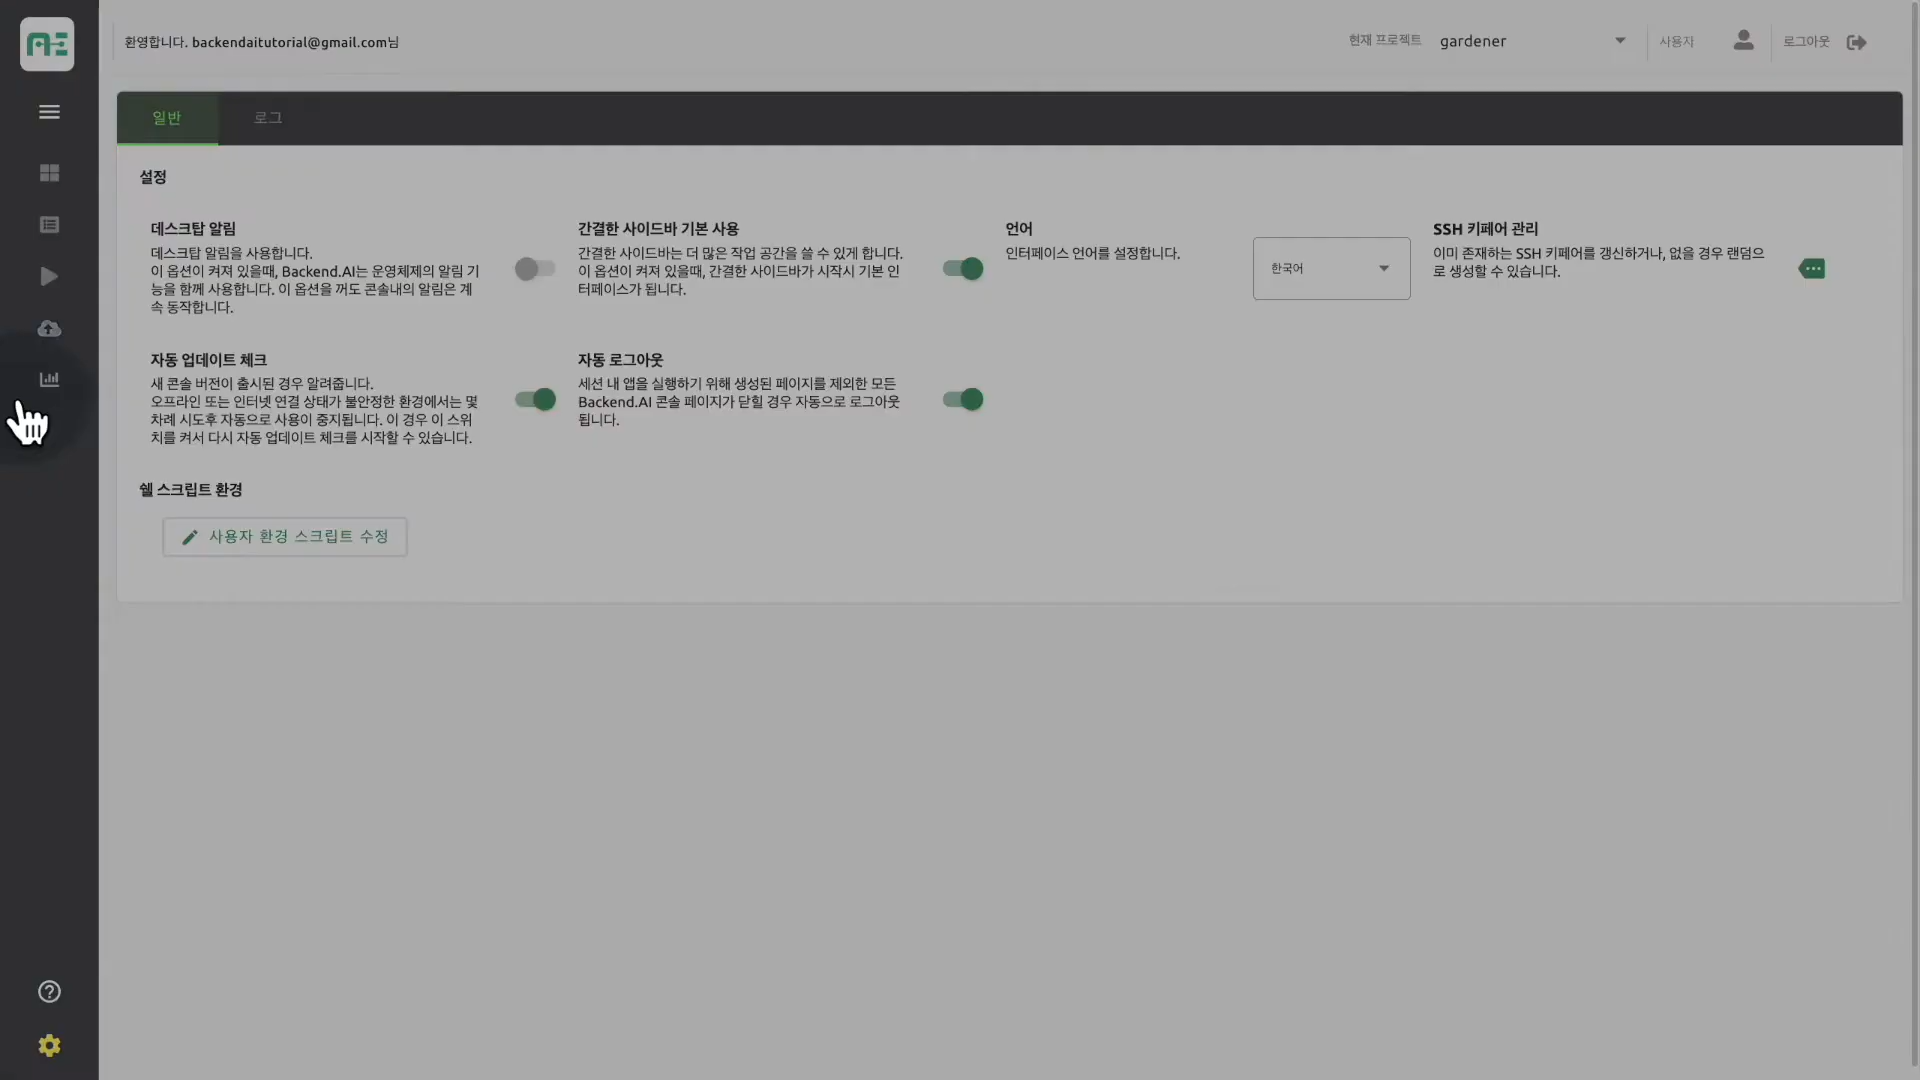 환영합니다. backendaitutorial@gmail.com님
현재 프로젝트
gardener
사용자
로그아웃
일반
로그
설정
데스크탑 알림
데스크탑 알림을 사용합니다.
이 옵션이 켜져 있을때, Backend.AI는 운영체제의 알림 기
능을 함께 사용합니다. 이 옵션을 꺼도 콘솔내의 알림은 계
속 동작합니다.
간결한 사이드바 기본 사용
간결한 사이드바는 더 많은 작업 공간을 쓸 수 있게 합니다.
이 옵션이 켜져 있을때, 간결한 사이드바가 시작시 기본 인
터페이스가 됩니다.
언어
인터페이스 언어를 설정합니다.
한국어
SSH 키페어 관리
이미 존재하는 SSH 키페어를 갱신하거나, 없을 경우 랜덤으
로 생성할 수 있습니다.
자동 업데이트 체크
새 콘솔 버전이 출시된 경우 알려줍니다.
오프라인 또는 인터넷 연결 상태가 불안정한 환경에서는 몇
차례 시도후 자동으로 사용이 중지됩니다. 이 경우 이 스위
치를 켜서 다시 자동 업데이트 체크를 시작할 수 있습니다.
자동 로그아웃
세션 내 앱을 실행하기 위해 생성된 페이지를 제외한 모든
Backend.AI 콘솔 페이지가 닫힐 경우 자동으로 로그아웃
됩니다.
쉘 스크립트 환경
사용자 환경 스크립트 수정